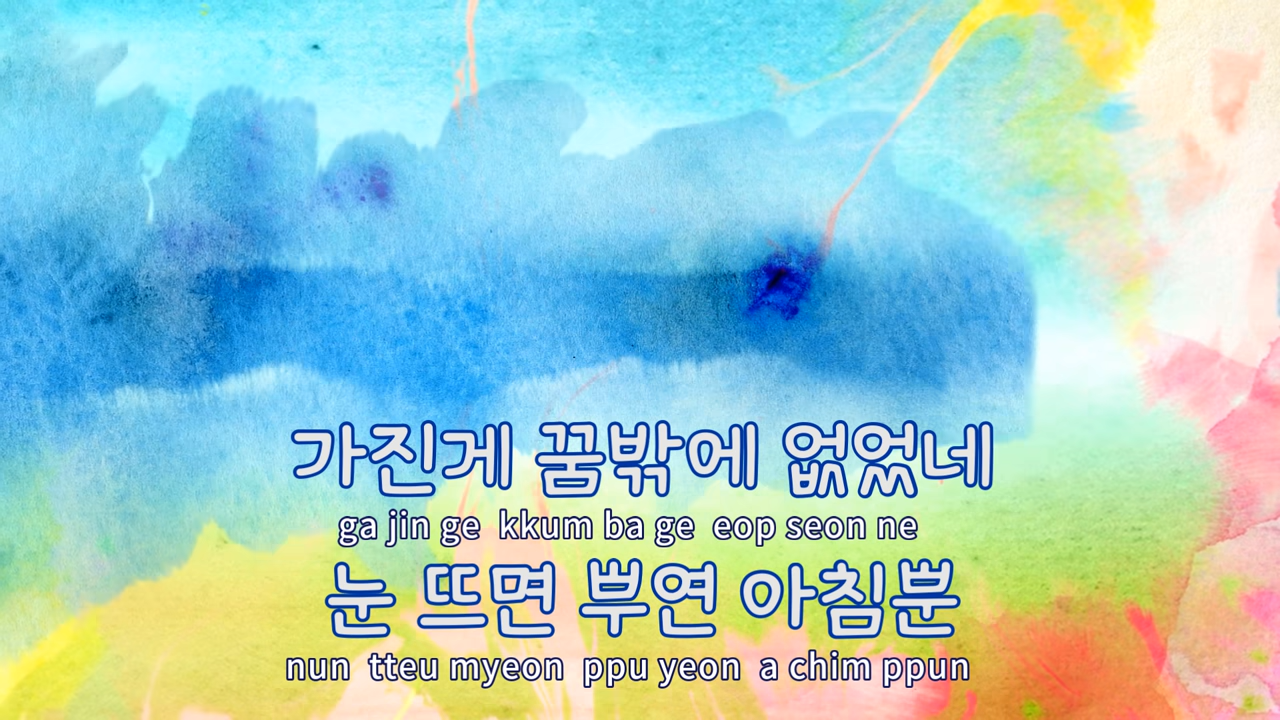 가진게 꿈밖에 없었네
ga jin ge kkum ba ge eop seon ne
눈 뜨면 뿌연 아침뿐
nun tteu myeon ppu yeon a chim ppun